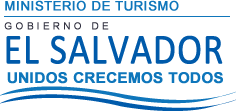 MINISTERIO DE TURISMO
GOBIERNO DE
EL SALVADOR
UNIDOS CRECEMOS TODOS